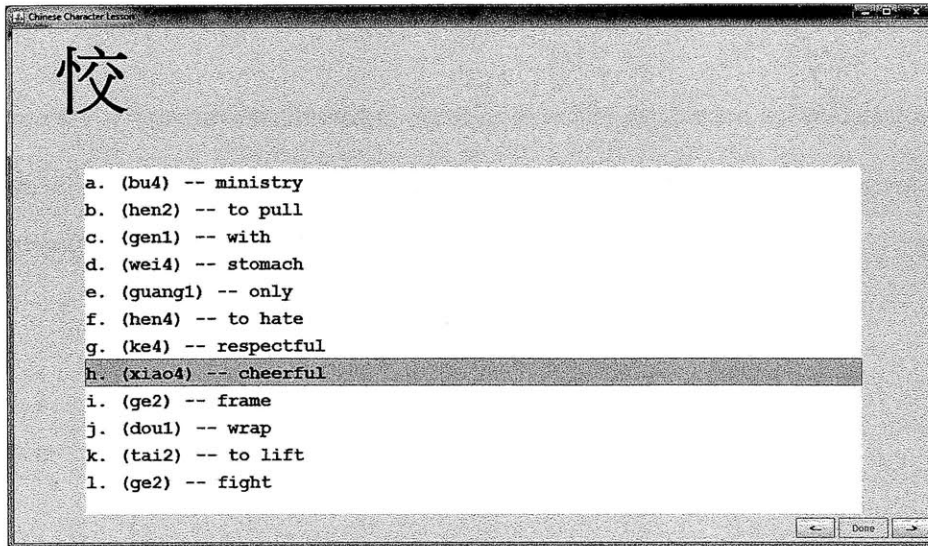 Chinese Character Lesson
恔
a. (bu4) -- ministry
b. (hen2) -- to pull
c. (gen1) -- with
d. (wei4) -- stomach
e. (guang1) -- only
f. (hen4) -- to hate
g. (ke4) -- respectful
h. (xiao4) -- cheerful
i. (ge2) -- frame
j. (dou1) -- wrap
k. (tai2) -- to lift
l. (ge2) -- fight
<- Done ->